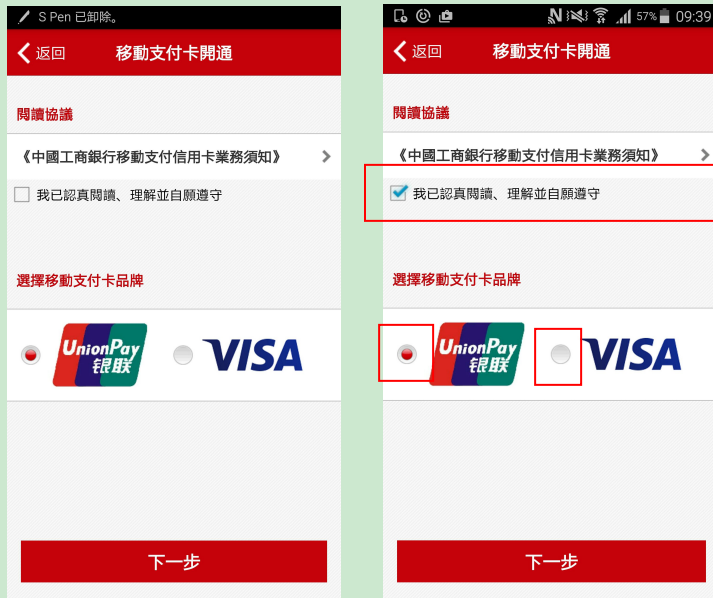 S Pen 已卸除。
返回 移動支付卡開通
閱讀協議
《中國工商銀行移動支付信用卡業務須知》
我已認真閱讀、理解並自願遵守
選擇移動支付卡品牌
UnionPay
银联
VISA
下一步
57% 09:39
返回 移動支付卡開通
閱讀協議
《中國工商銀行移動支付信用卡業務須知》
我已認真閱讀、理解並自願遵守
選擇移動支付卡品牌
UnionPay
银联
VISA
下一步